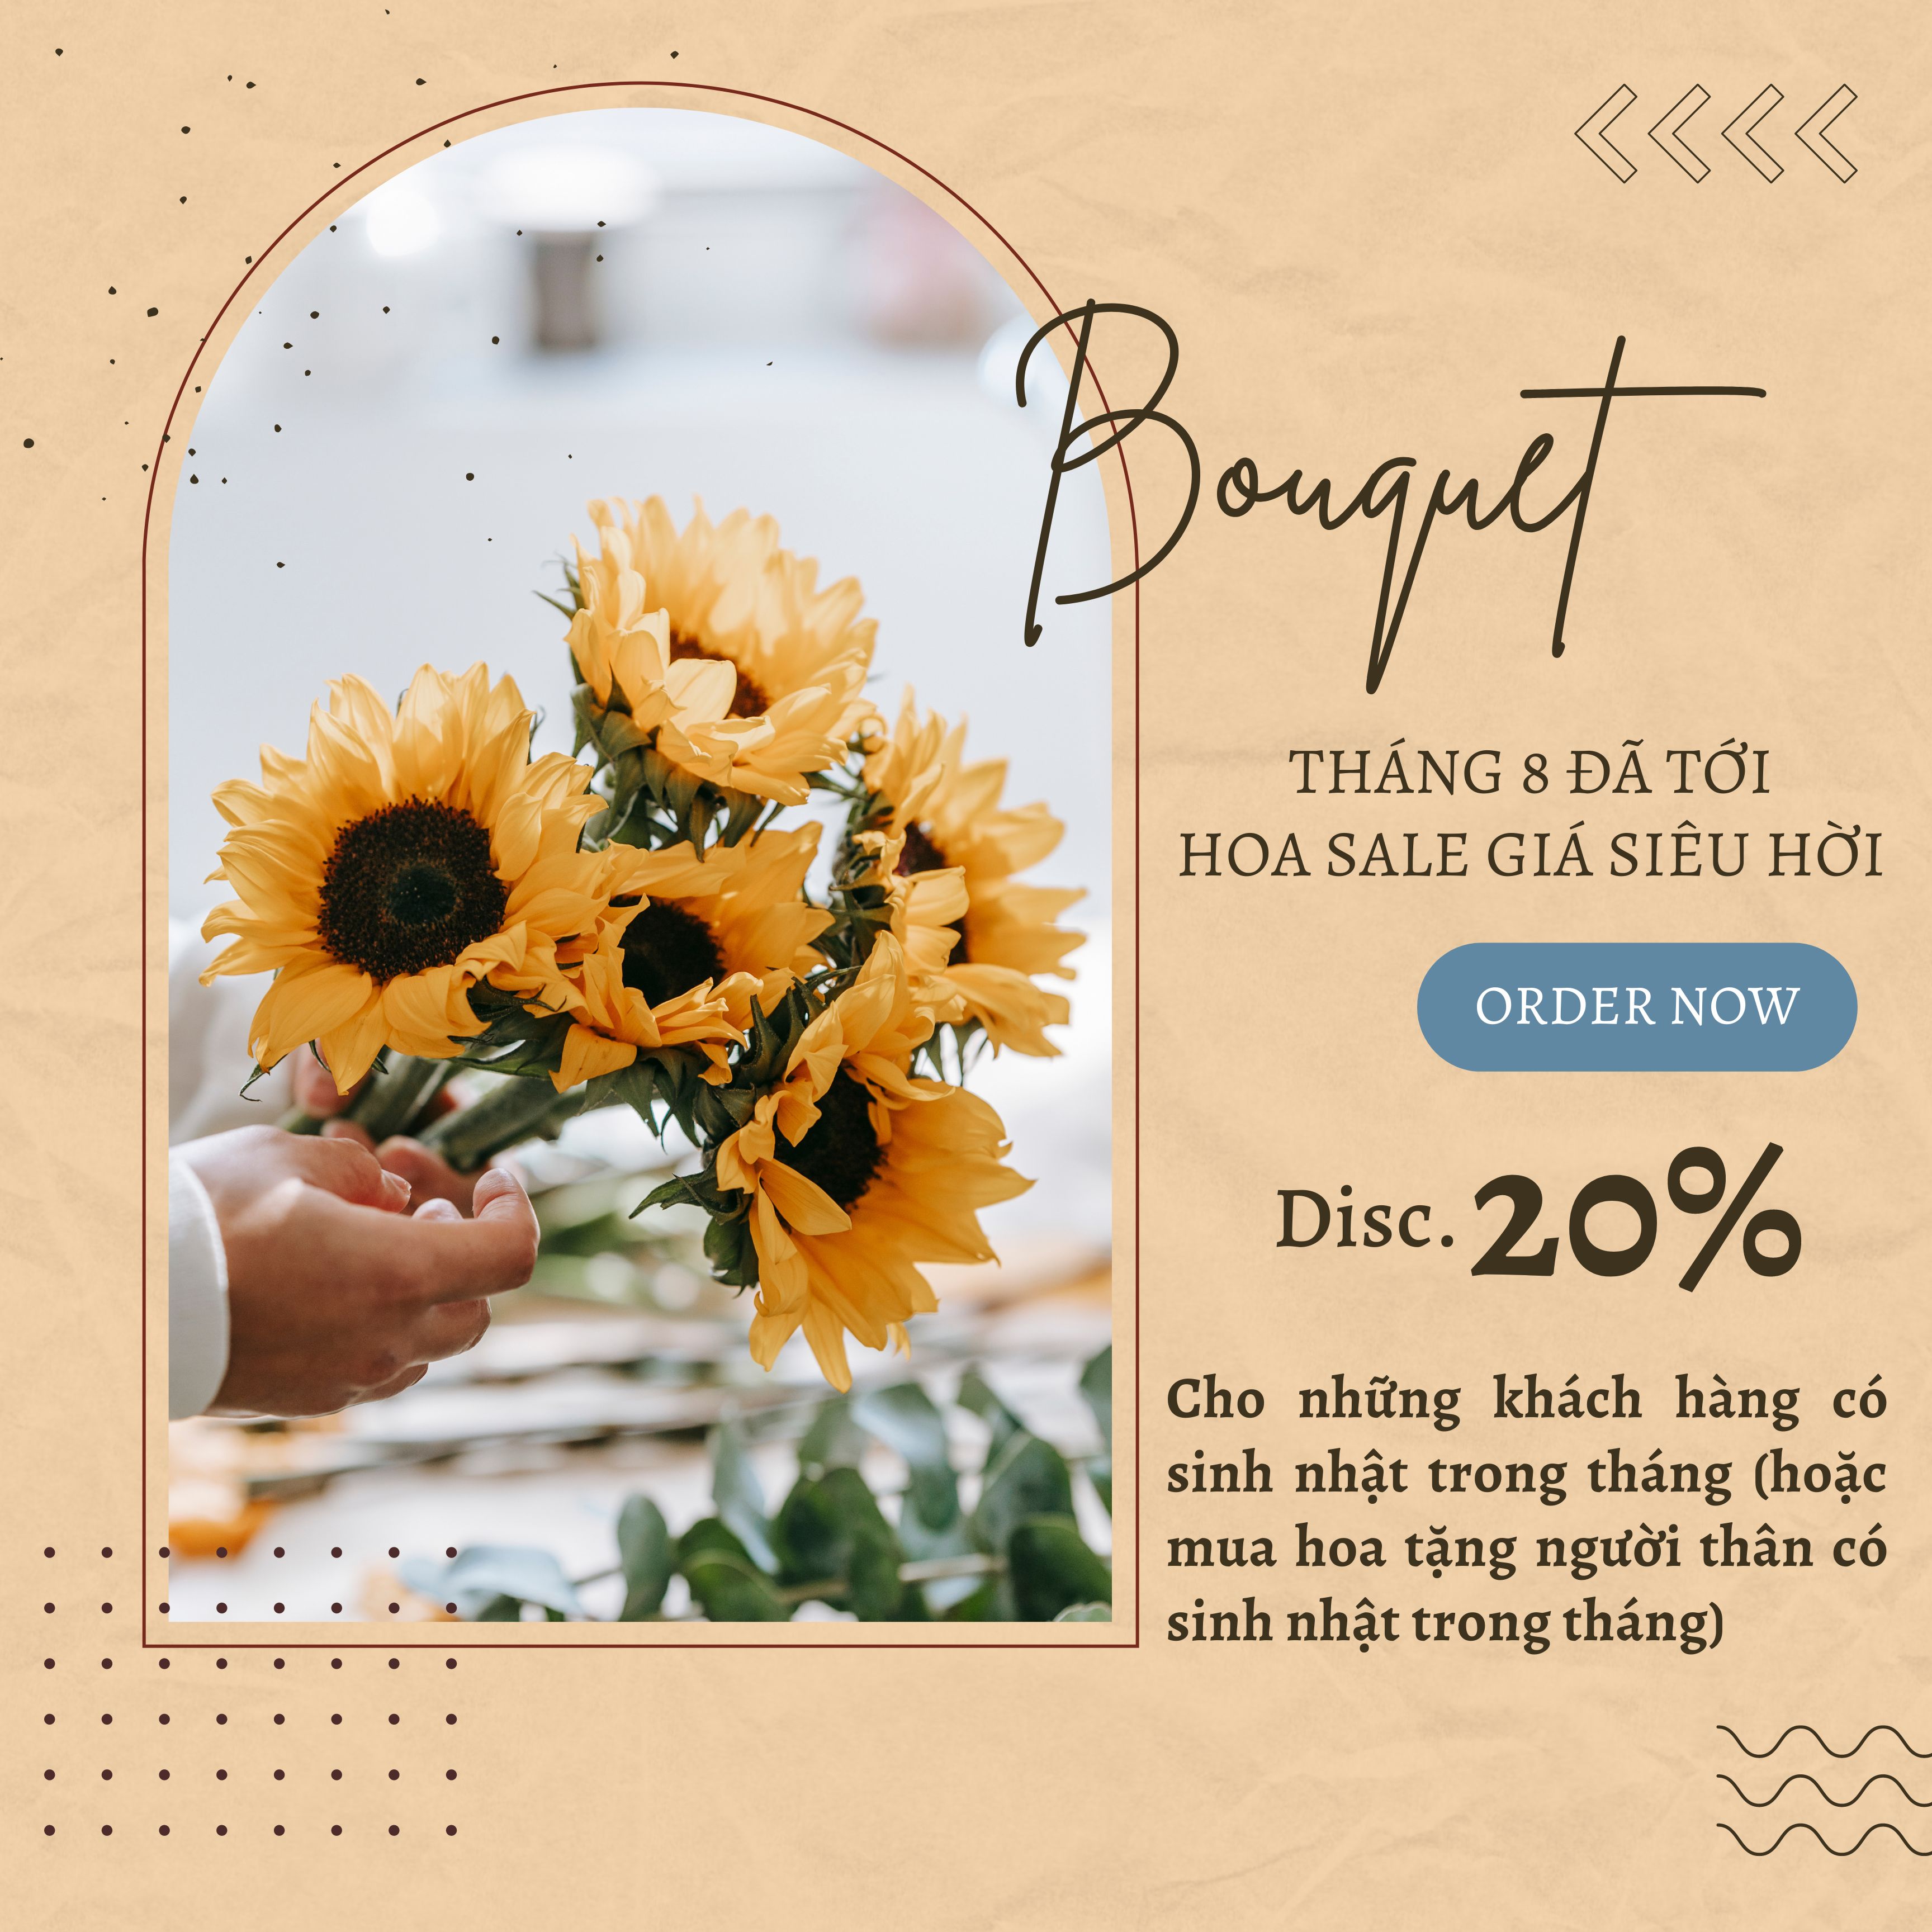 Bouquet
THÁNG 8 ĐÃ TỚI
HOA SALE GIÁ SIÊU HỜI
ORDER NOW
Disc. 20%
Cho những khách hàng có
sinh nhật trong tháng (hoặc
mua hoa tặng người thân có
sinh nhật trong tháng)